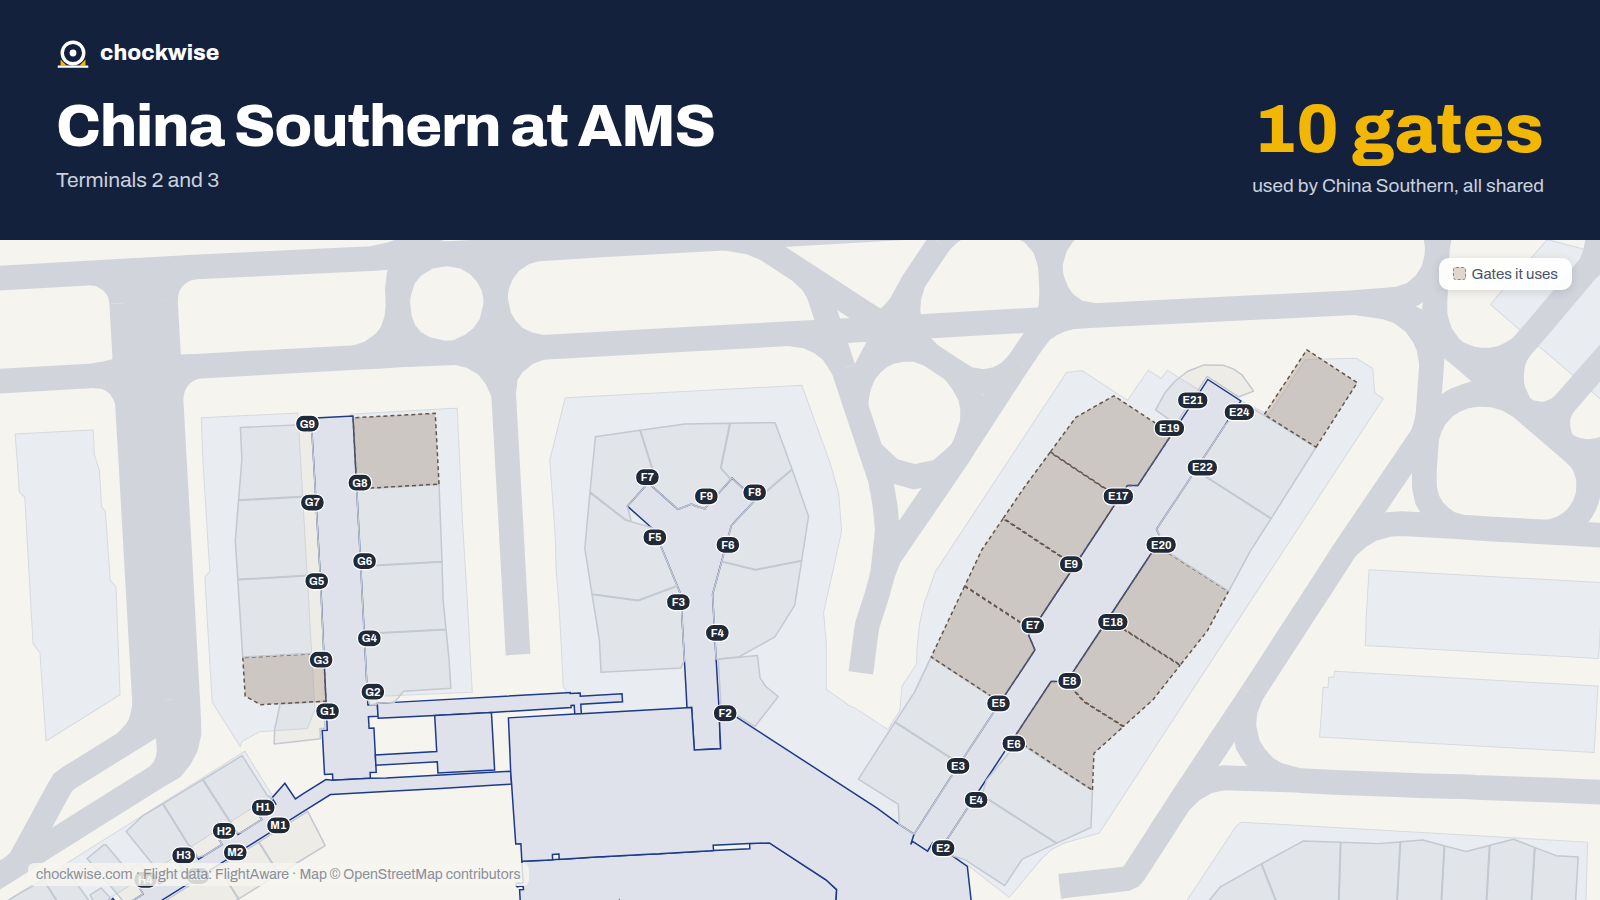 chockwise
China Southern at AMS
Terminals 2 and 3
10 gates
used by China Southern, all shared
Gates it uses
E21
E24
G9
E19
E22
G8
F7
F9
F8
E17
G7
F5
F6
E20
G6
E9
G5
F3
E18
E7
G4
F4
G3
E8
G2
E5
G1
F2
E6
E3
E4
H1
M1
H2
E2
M2
H3
chockwise.com · Flight data: FlightAware · Map © OpenStreetMap contributors